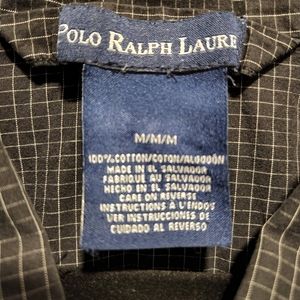 POLO RALPH LAURE
M/M/M
100%COTTON/COTON/ALGODÓN
MADE IN EL SALVADOR
FABRIQUE AU SALVADOR
HECHO EN EL SALVADOR
CARE ON REVERSE
INSTRUCTIONS A L'ENDOS
VER INSTRUCCIONES DE
CUIDADO AL REVERSO